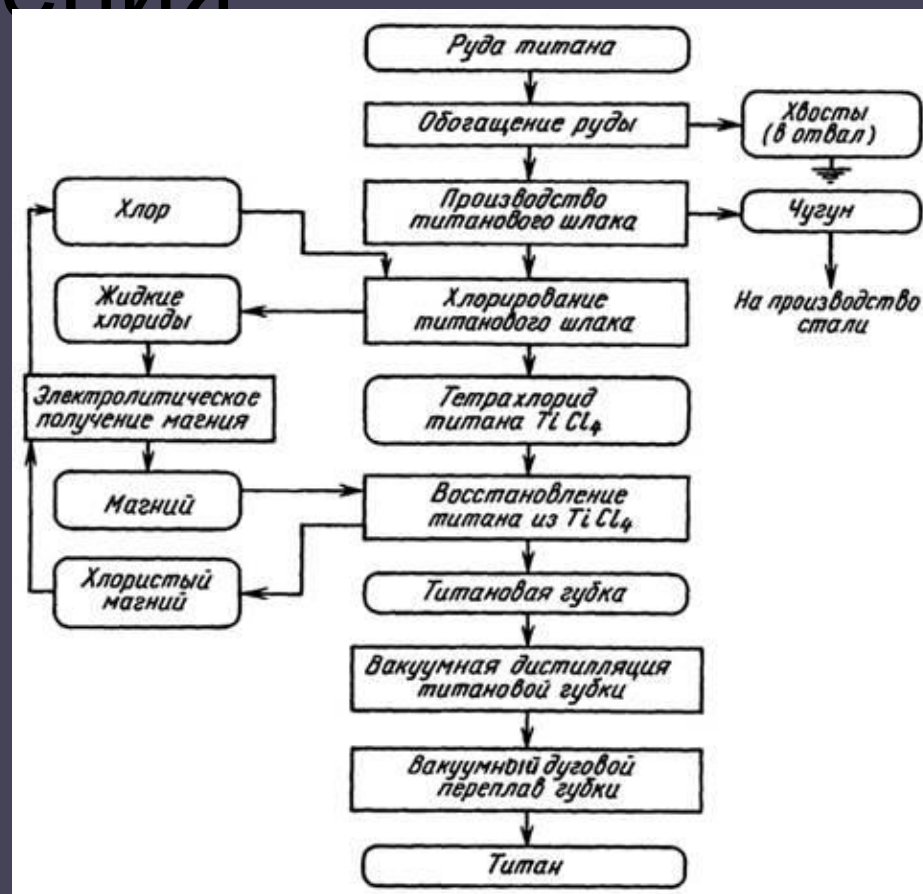 Руда титана
Обогащение руды
Хвосты
(в отвал)
Производство
титанового шлака
Чугун
На производство
стали
Хлор
Хлорирование
титанового шлака
Жидкие
хлориды
Электролитическое
получение магния
Тетрахлорид
титана TiCl₄
Магний
Восстановление
титана из TiCl₄
Хлористый
магний
Титановая губка
Вакуумная дистилляция
титановой губки
Вакуумный дуговой
переплав губки
Титан